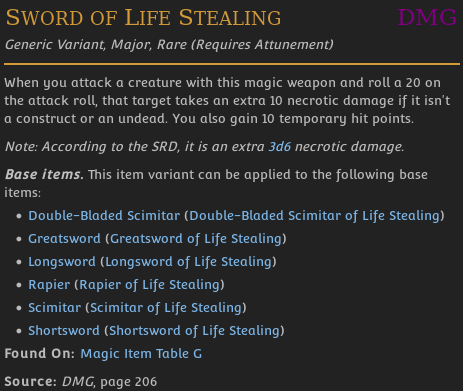 Sword of Life Stealing DMG
Generic Variant, Major, Rare (Requires Attunement)
When you attack a creature with this magic weapon and roll a 20 on
the attack roll, that target takes an extra 10 necrotic damage if it isn't
a construct or an undead. You also gain 10 temporary hit points.
Note: According to the SRD, it is an extra 3d6 necrotic damage.
Base items. This item variant can be applied to the following base
items:
• Double-Bladed Scimitar (Double-Bladed Scimitar of Life Stealing)
• Greatsword (Greatsword of Life Stealing)
• Longsword (Longsword of Life Stealing)
• Rapier (Rapier of Life Stealing)
• Scimitar (Scimitar of Life Stealing)
• Shortsword (Shortsword of Life Stealing)
Found On: Magic Item Table G
Source: DMG, page 206